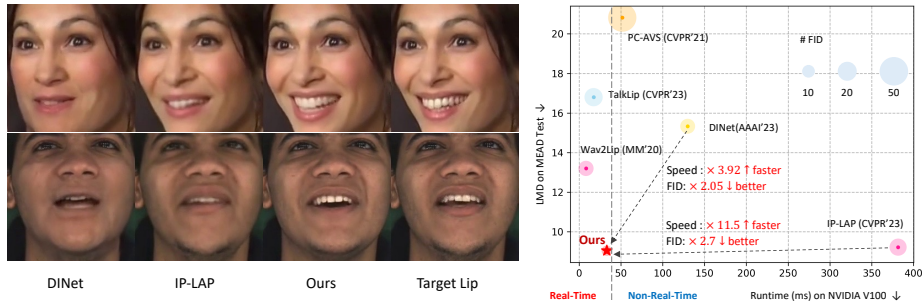 DINet
IP-LAP
Ours
Target Lip
LMD on MEAD Test ↓
18
16
14
12
10
PC-AVS (CVPR'21)
# FID
10
20
50
TalkLip (CVPR'23)
DINet(AAAI'23)
Wav2Lip (MM'20)
Speed : × 3.92 ↑ faster
FID: × 2.05 ↓ better
Speed : × 11.5 ↑ faster
FID: × 2.7 ↓ better
IP-LAP (CVPR'23)
Ours
0
50
100
150
200
250
300
350
400
Real-Time
Non-Real-Time
Runtime (ms) on NVIDIA V100 ↓